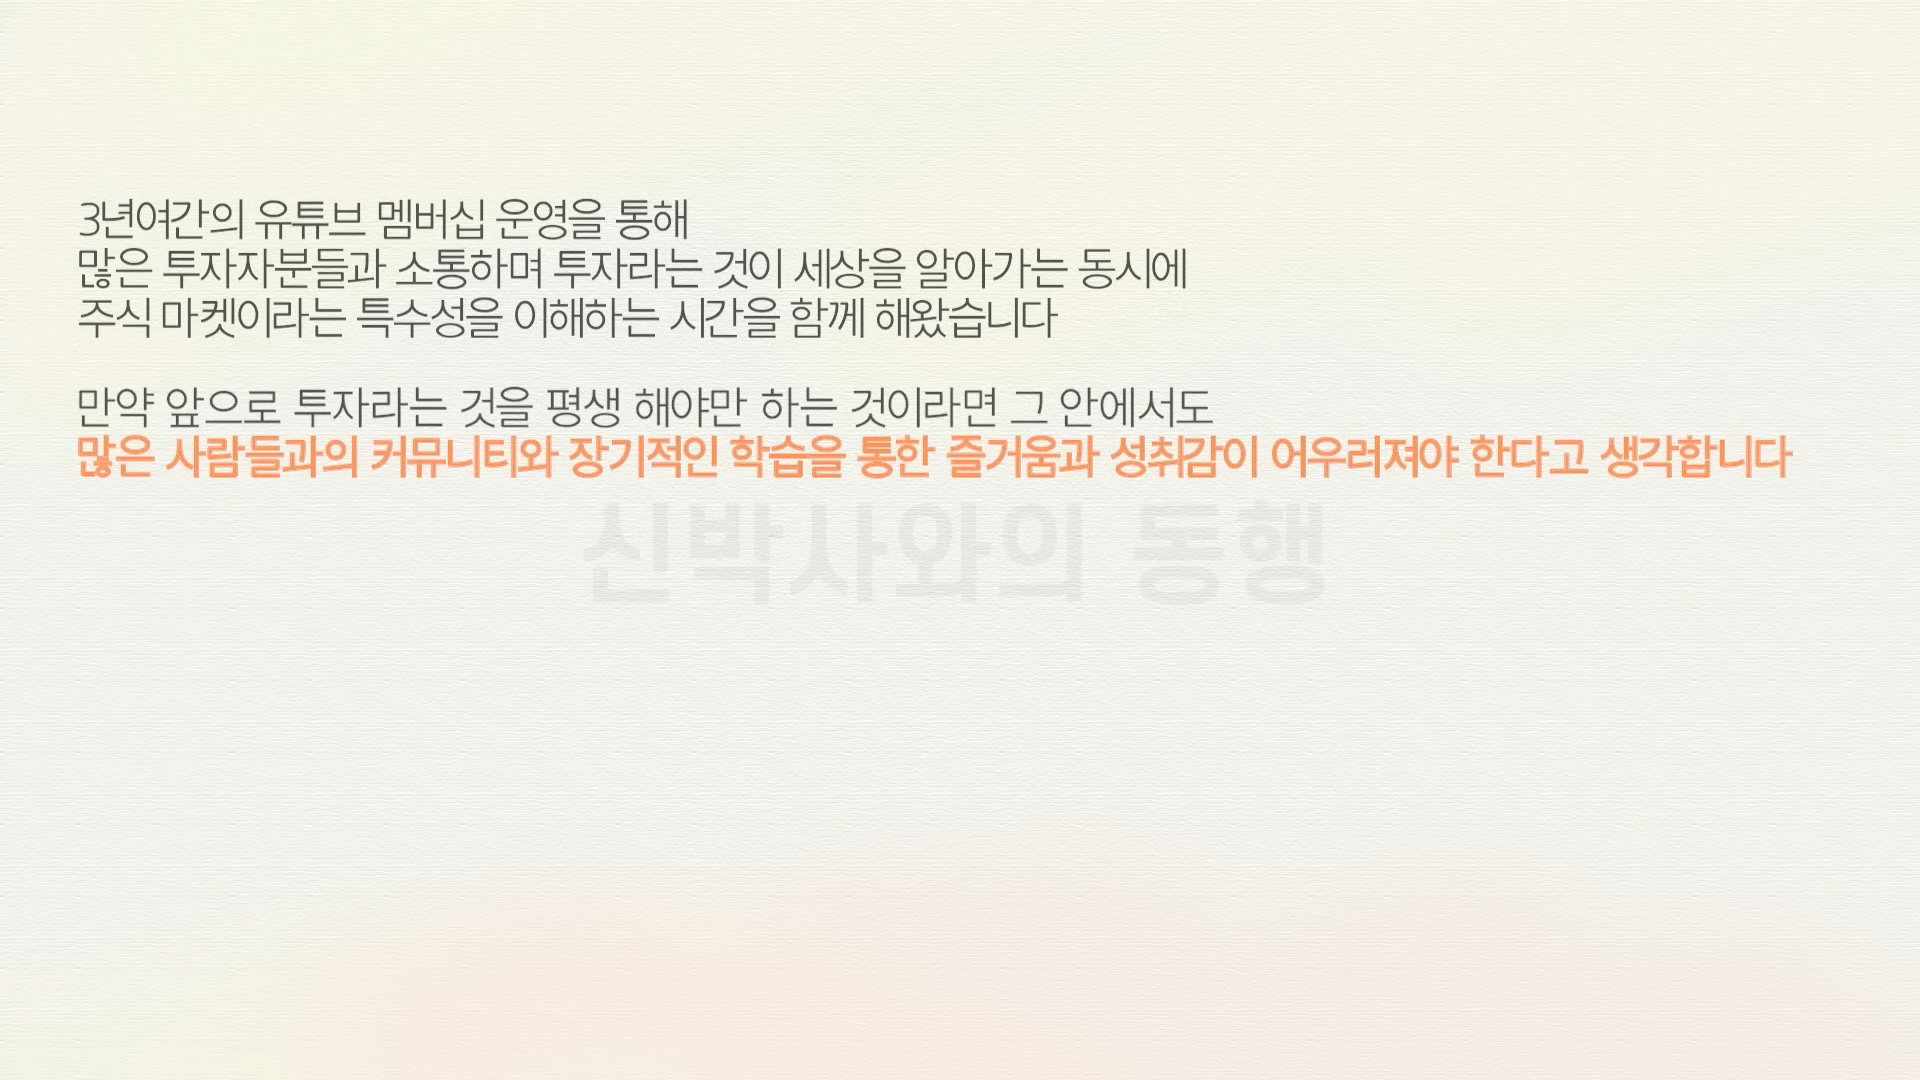 3년여간의 유튜브 멤버십 운영을 통해
많은 투자자분들과 소통하며 투자라는 것이 세상을 알아가는 동시에
주식 마켓이라는 특수성을 이해하는 시간을 함께 해왔습니다
만약 앞으로 투자라는 것을 평생 해야만 하는 것이라면 그 안에서도
많은 사람들과의 커뮤니티와 장기적인 학습을 통한 즐거움과 성취감이 어우러져야 한다고 생각합니다
신박사와의 동행